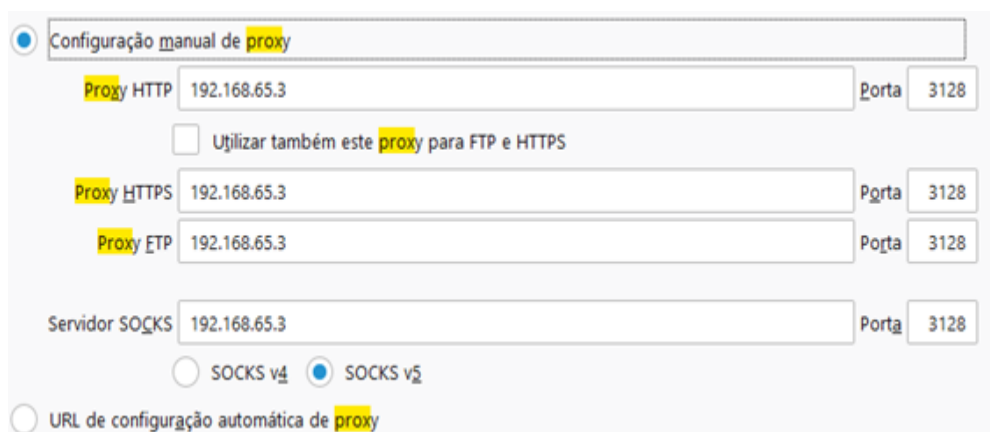 Configuração manual de proxy
Proxy HTTP 192.168.65.3 Porta 3128
Utilizar também este proxy para FTP e HTTPS
Proxy HTTPS 192.168.65.3 Porta 3128
Proxy FTP 192.168.65.3 Porta 3128
Servidor SOCKS 192.168.65.3 Porta 3128
SOCKS v4 SOCKS v5
URL de configuração automática de proxy